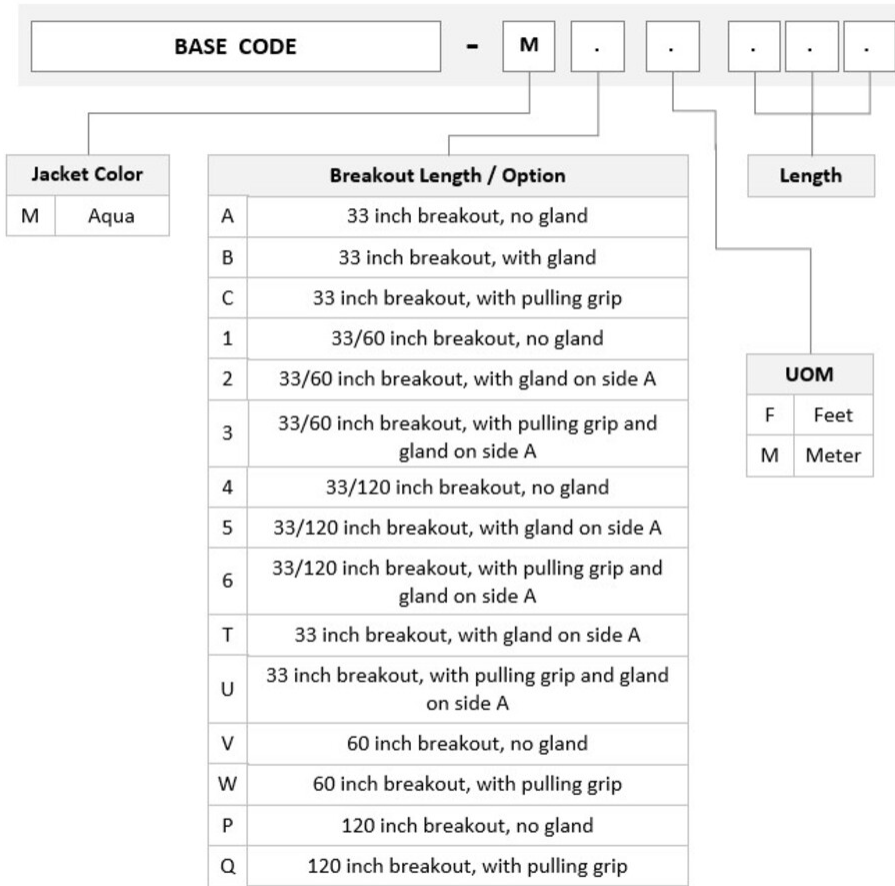 BASE CODE - M . . . . .
Jacket Color
M Aqua
Breakout Length / Option
A 33 inch breakout, no gland
B 33 inch breakout, with gland
C 33 inch breakout, with pulling grip
1 33/60 inch breakout, no gland
2 33/60 inch breakout, with gland on side A
3 33/60 inch breakout, with pulling grip and
gland on side A
4 33/120 inch breakout, no gland
5 33/120 inch breakout, with gland on side A
6 33/120 inch breakout, with pulling grip and
gland on side A
T 33 inch breakout, with gland on side A
U 33 inch breakout, with pulling grip and gland
on side A
V 60 inch breakout, no gland
W 60 inch breakout, with pulling grip
P 120 inch breakout, no gland
Q 120 inch breakout, with pulling grip
Length
UOM
F Feet
M Meter